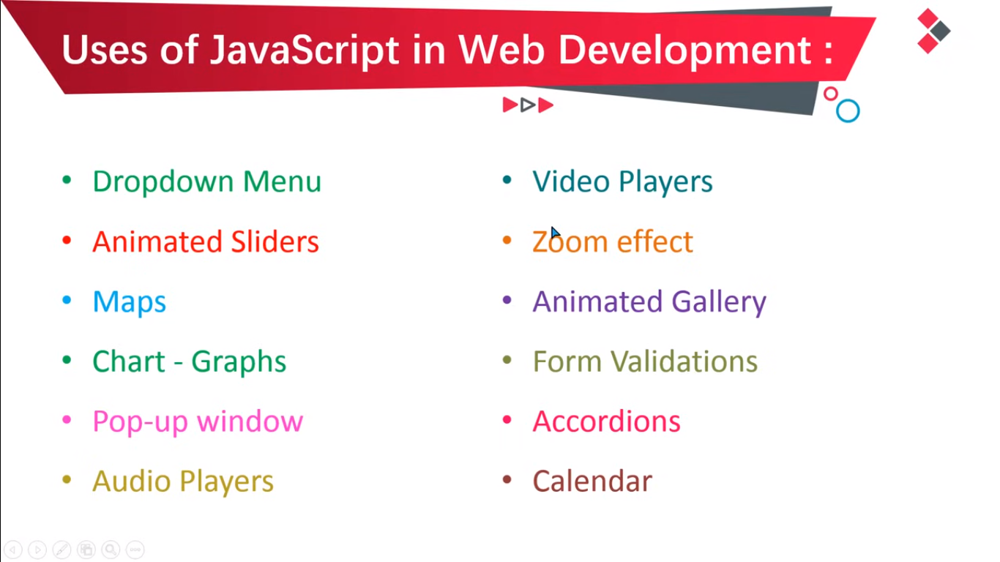 Uses of JavaScript in Web Development :
• Dropdown Menu
• Animated Sliders
• Maps
• Chart - Graphs
• Pop-up window
• Audio Players
• Video Players
• Zoom effect
• Animated Gallery
• Form Validations
• Accordions
• Calendar